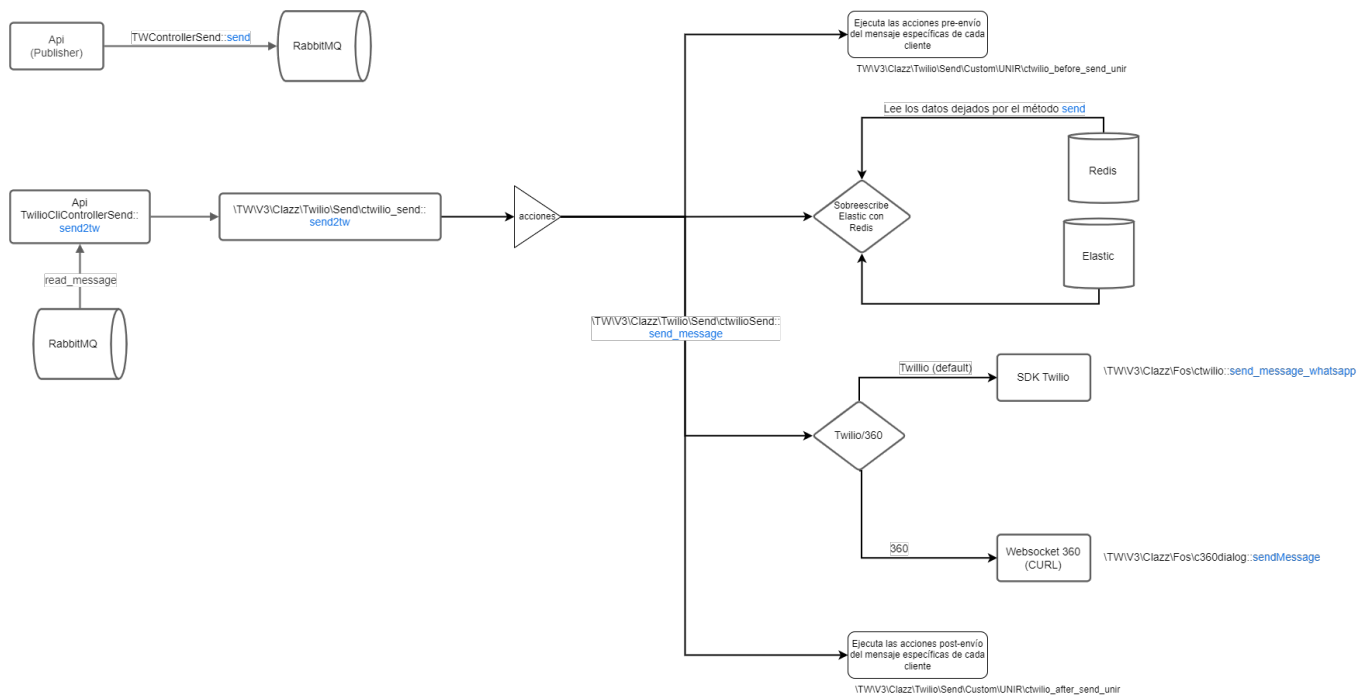 Api
(Publisher)
TWControllerSend::send
RabbitMQ
Ejecuta las acciones pre-envío
del mensaje específicas de cada
cliente
TW\V3\Clazz\Twilio\Send\Custom\UNIR\ctwilio_before_send_unir
Lee los datos dejados por el método send
Redis
Api
TwilioCliControllerSend::
send2tw
\TW\V3\Clazz\Twilio\Send\ctwilio_send::
send2tw
acciones
Sobreescribe
Elastic con
Redis
Elastic
read_message
RabbitMQ
\TW\V3\Clazz\Twilio\Send\ctwilioSend::
send_message
Twillio (default)
SDK Twilio
\TW\V3\Clazz\Fos\ctwilio::send_message_whatsapp
Twilio/360
360
Websocket 360
(CURL)
\TW\V3\Clazz\Fos\c360dialog::sendMessage
Ejecuta las acciones post-envío
del mensaje específicas de cada
cliente
\TW\V3\Clazz\Twilio\Send\Custom\UNIR\ctwilio_after_send_unir